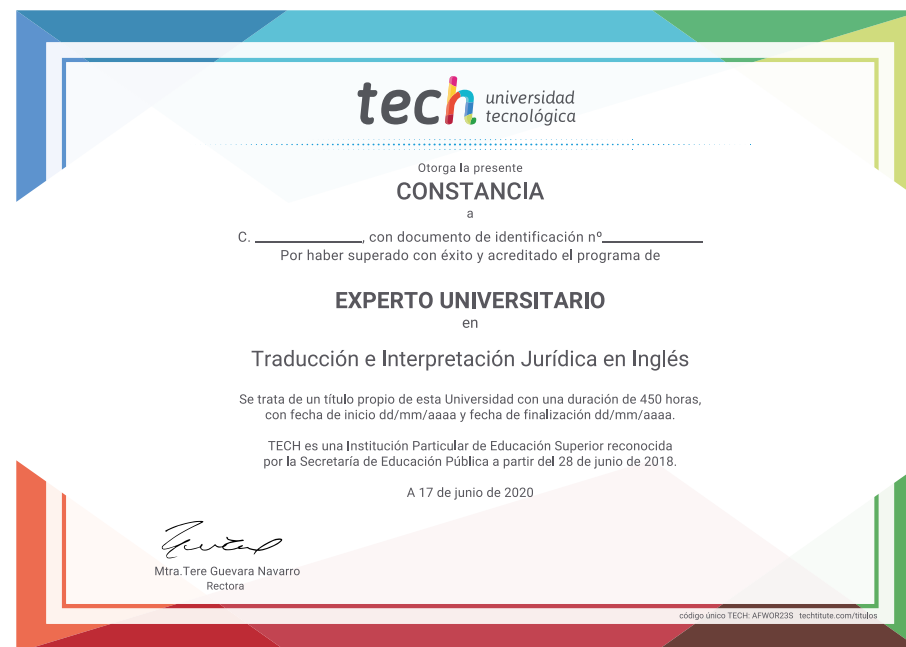 tech universidad
tecnológica
Otorga la presente
CONSTANCIA
a
C. ____________, con documento de identificación nº____________
Por haber superado con éxito y acreditado el programa de
EXPERTO UNIVERSITARIO
en
Traducción e Interpretación Jurídica en Inglés
Se trata de un título propio de esta Universidad con una duración de 450 horas,
con fecha de inicio dd/mm/aaaa y fecha de finalización dd/mm/aaaa.
TECH es una Institución Particular de Educación Superior reconocida
por la Secretaría de Educación Pública a partir del 28 de junio de 2018.
A 17 de junio de 2020
Mtra.Tere Guevara Navarro
Rectora
código único TECH: AFWOR23S techtitute.com/titulos